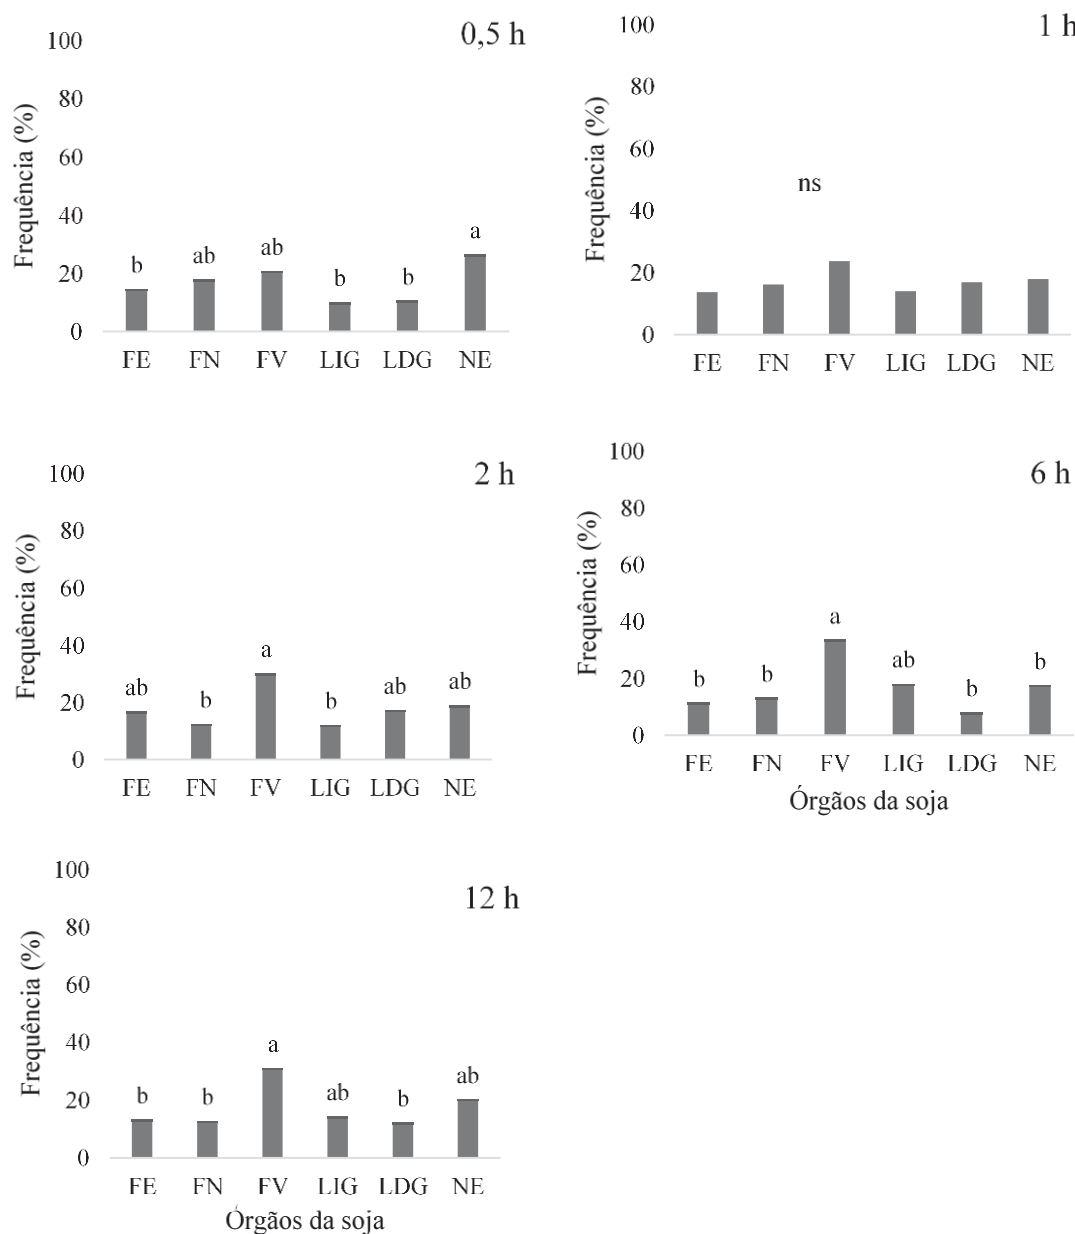 0,5 h
Frequência (%)
100
80
60
40
20
0
b ab ab b b a
FE FN FV LIG LDG NE
1 h
Frequência (%)
100
80
60
40
20
0
ns
FE FN FV LIG LDG NE
2 h
Frequência (%)
100
80
60
40
20
0
ab b a b ab ab
FE FN FV LIG LDG NE
6 h
Frequência (%)
100
80
60
40
20
0
b b a ab b b
FE FN FV LIG LDG NE
Órgãos da soja
12 h
Frequência (%)
100
80
60
40
20
0
b b a ab b ab
FE FN FV LIG LDG NE
Órgãos da soja